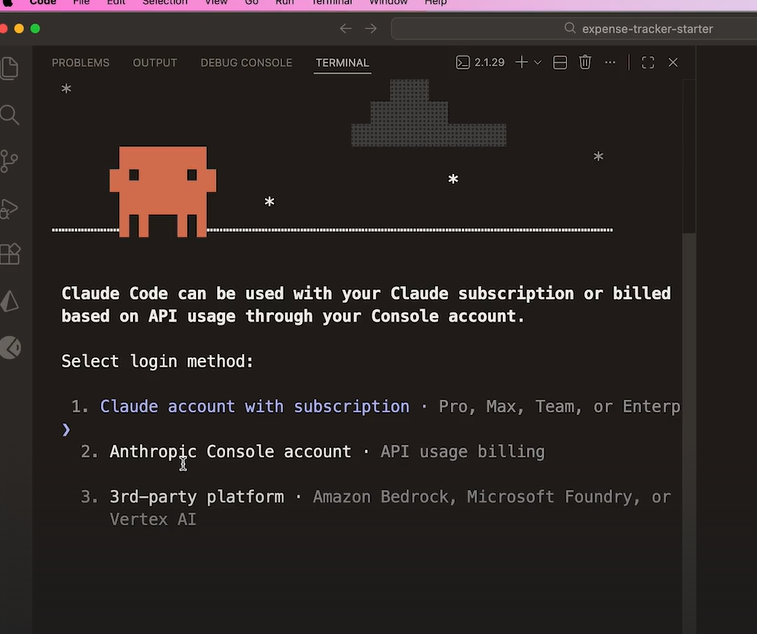 Code File Edit Selection View Go Run Terminal Window Help
expense-tracker-starter
PROBLEMS OUTPUT DEBUG CONSOLE TERMINAL 2.1.29
Claude Code can be used with your Claude subscription or billed
based on API usage through your Console account.
Select login method:
1. Claude account with subscription · Pro, Max, Team, or Enterp
❯
2. Anthropic Console account · API usage billing
3. 3rd-party platform · Amazon Bedrock, Microsoft Foundry, or
Vertex AI